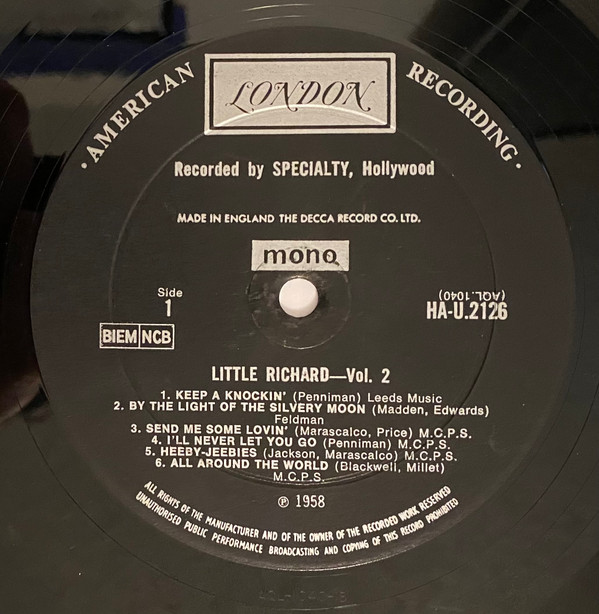 · AMERICAN RECORDING ·
LONDON
Recorded by SPECIALTY, Hollywood
MADE IN ENGLAND THE DECCA RECORD CO. LTD.
mono
Side
1
BIEM NCB
(AQL.1040)
HA-U.2126
LITTLE RICHARD—Vol. 2
1. KEEP A KNOCKIN' (Penniman) Leeds Music
2. BY THE LIGHT OF THE SILVERY MOON (Madden, Edwards)
Feldman
3. SEND ME SOME LOVIN' (Marascalco, Price) M.C.P.S.
4. I'LL NEVER LET YOU GO (Penniman) M.C.P.S.
5. HEEBY-JEEBIES (Jackson, Marascalco) M.C.P.S.
6. ALL AROUND THE WORLD (Blackwell, Millet)
M.C.P.S.
℗ 1958
ALL RIGHTS OF THE MANUFACTURER AND OF THE OWNER OF THE RECORDED WORK RESERVED
UNAUTHORISED PUBLIC PERFORMANCE BROADCASTING AND COPYING OF THIS RECORD PROHIBITED